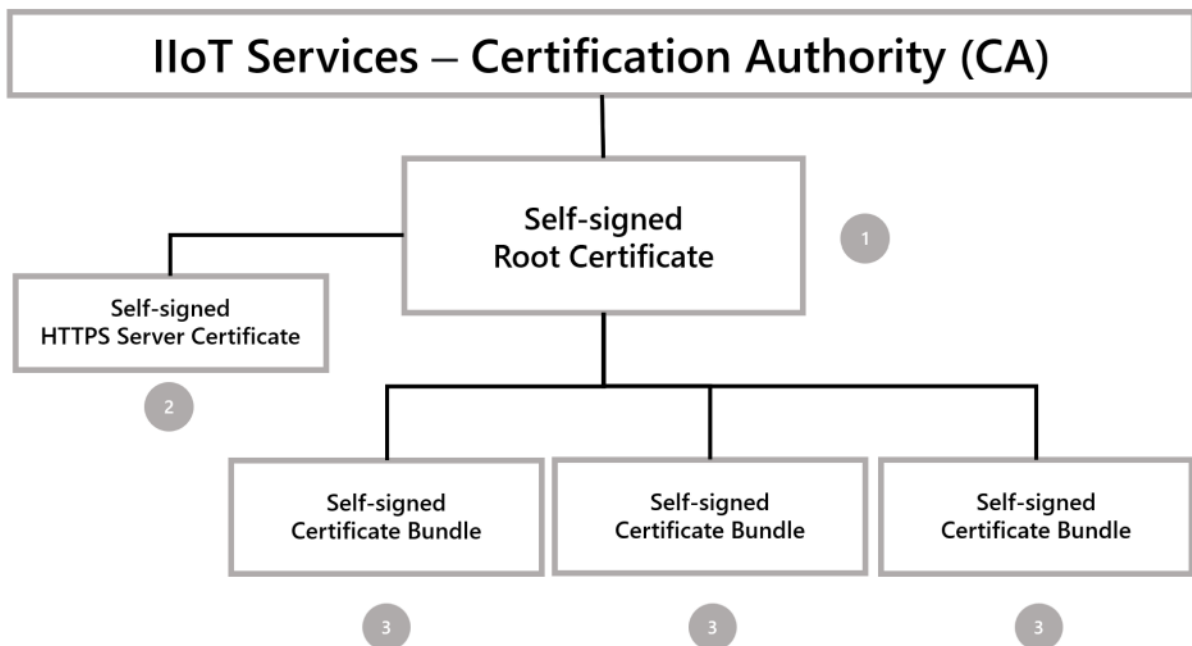 IIoT Services – Certification Authority (CA)
Self-signed
Root Certificate
1
Self-signed
HTTPS Server Certificate
2
Self-signed
Certificate Bundle
Self-signed
Certificate Bundle
Self-signed
Certificate Bundle
3
3
3